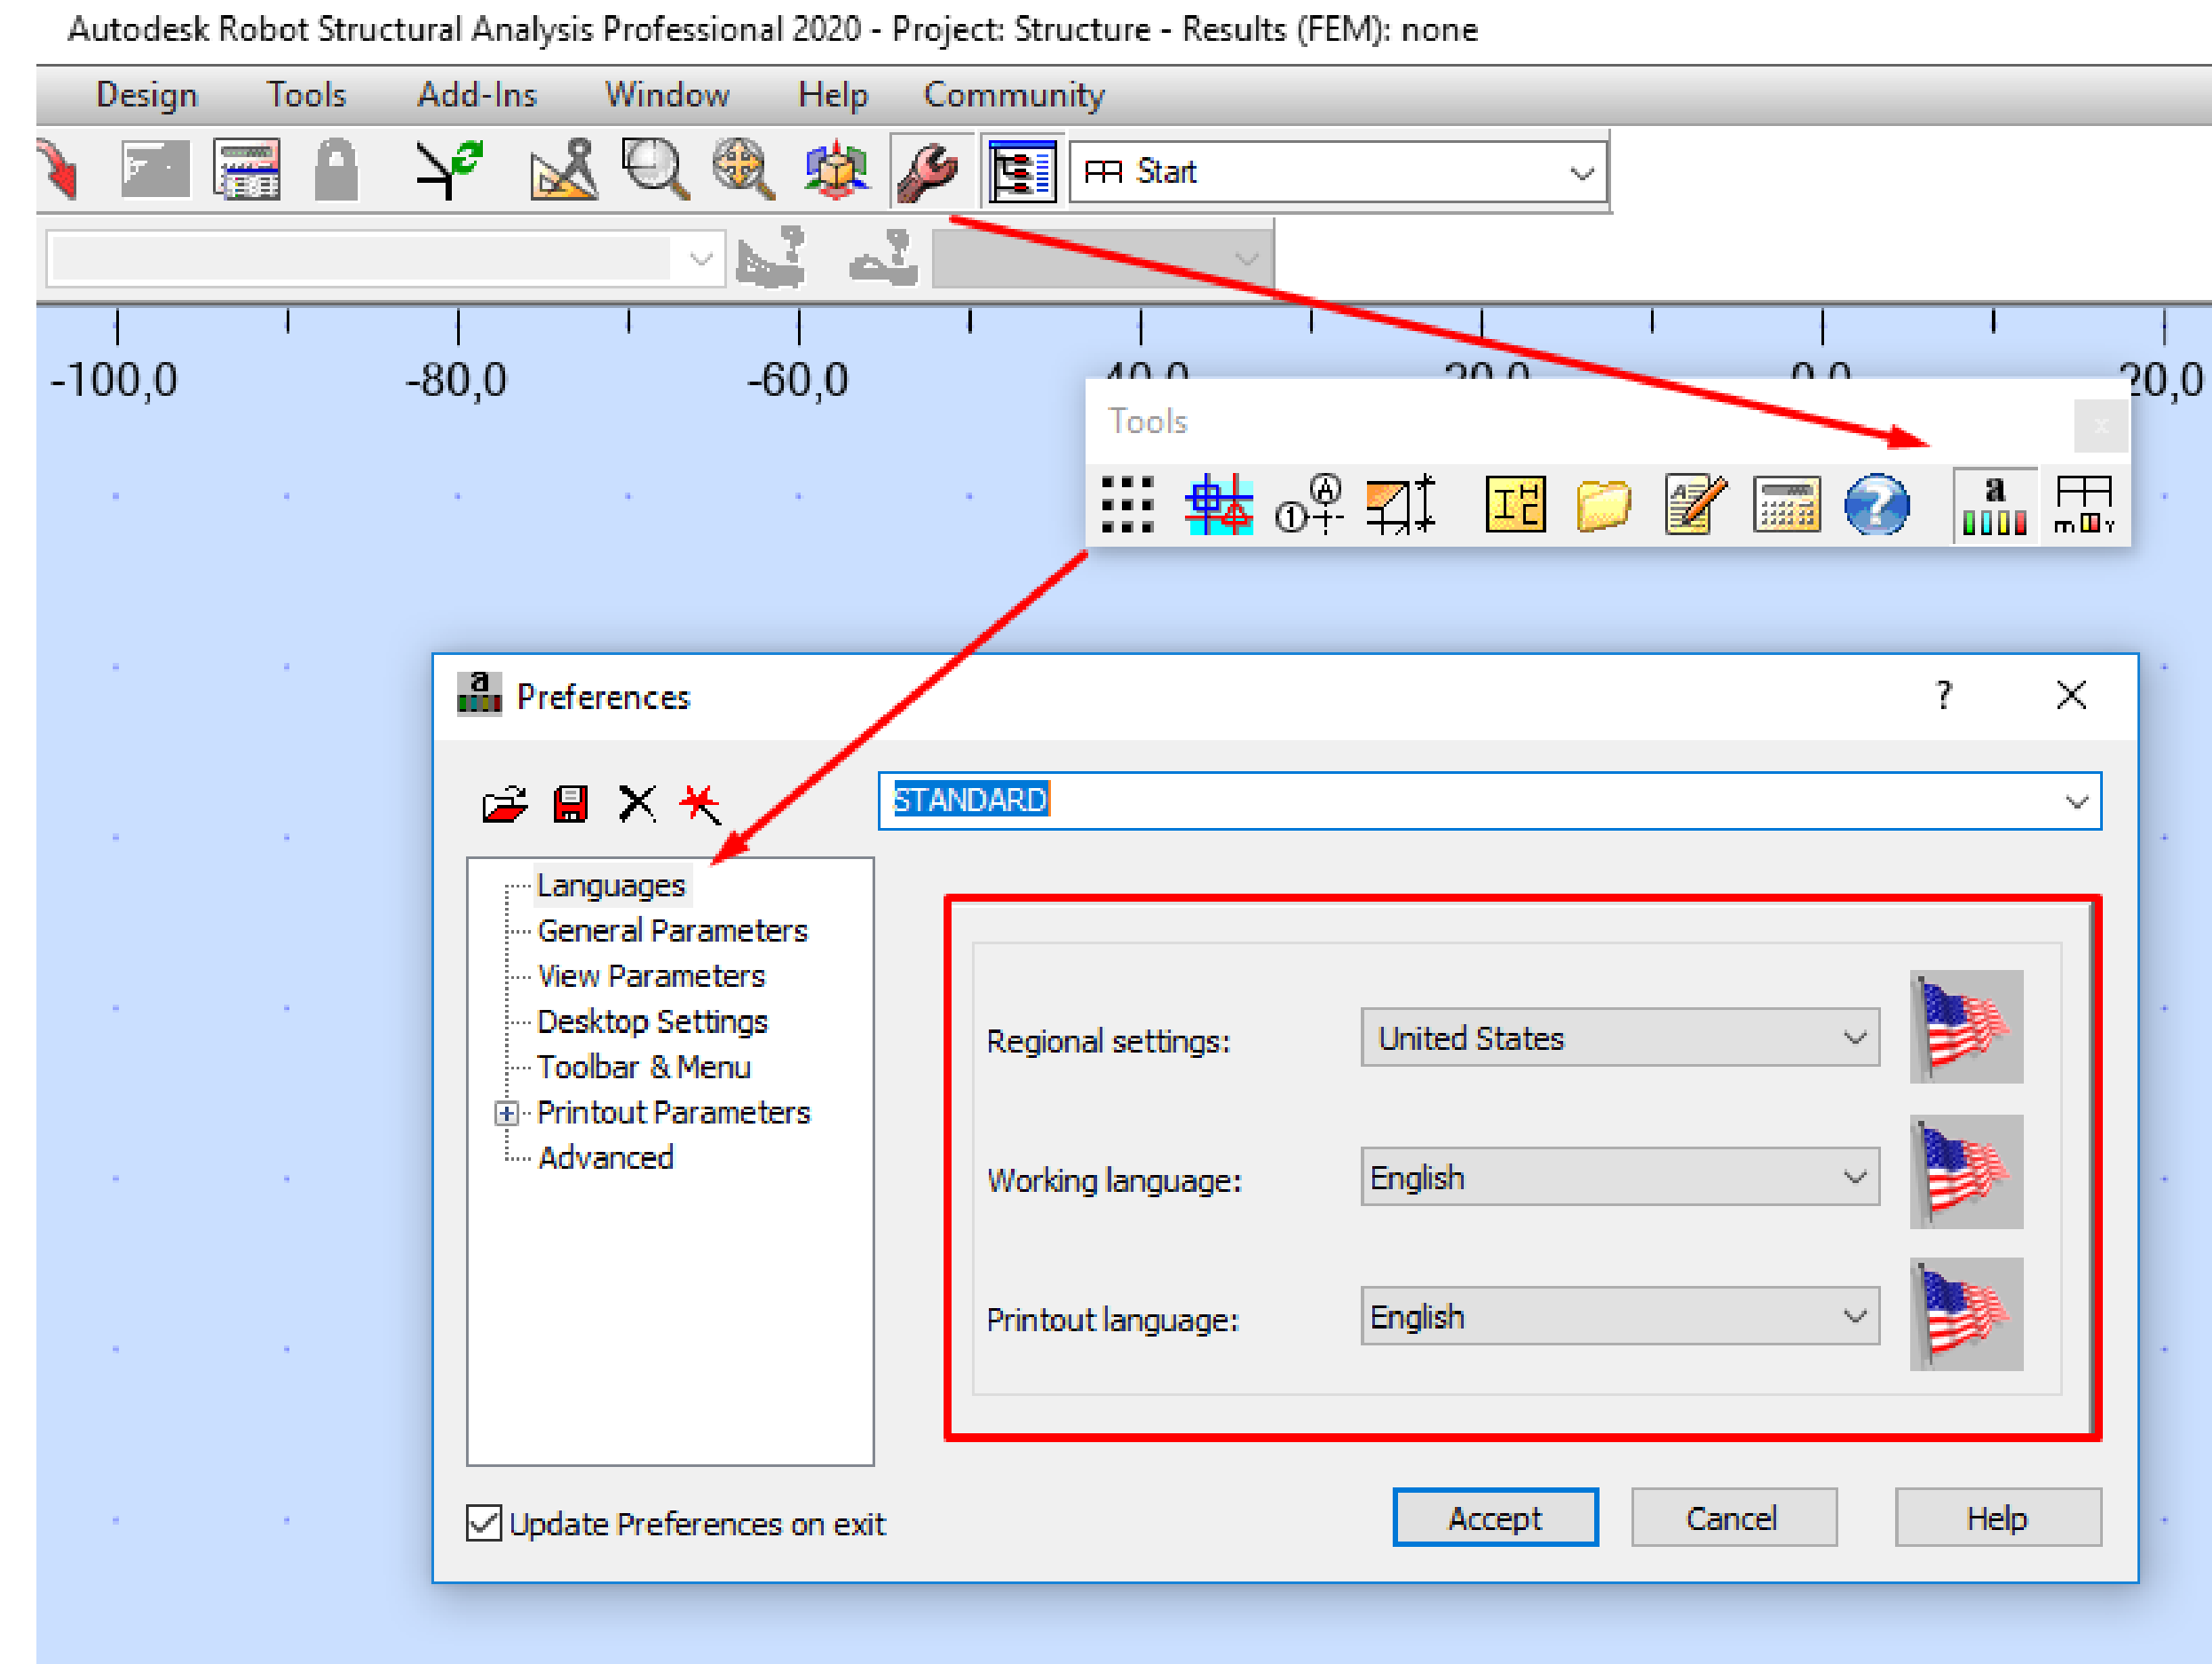 Autodesk Robot Structural Analysis Professional 2020 - Project: Structure - Results (FEM): none
Design Tools Add-Ins Window Help Community
Start
-100,0 -80,0 -60,0 20,0
Tools
Preferences
STANDARD
Languages
General Parameters
View Parameters
Desktop Settings
Toolbar & Menu
Printout Parameters
Advanced
Regional settings: United States
Working language: English
Printout language: English
Update Preferences on exit
Accept Cancel Help